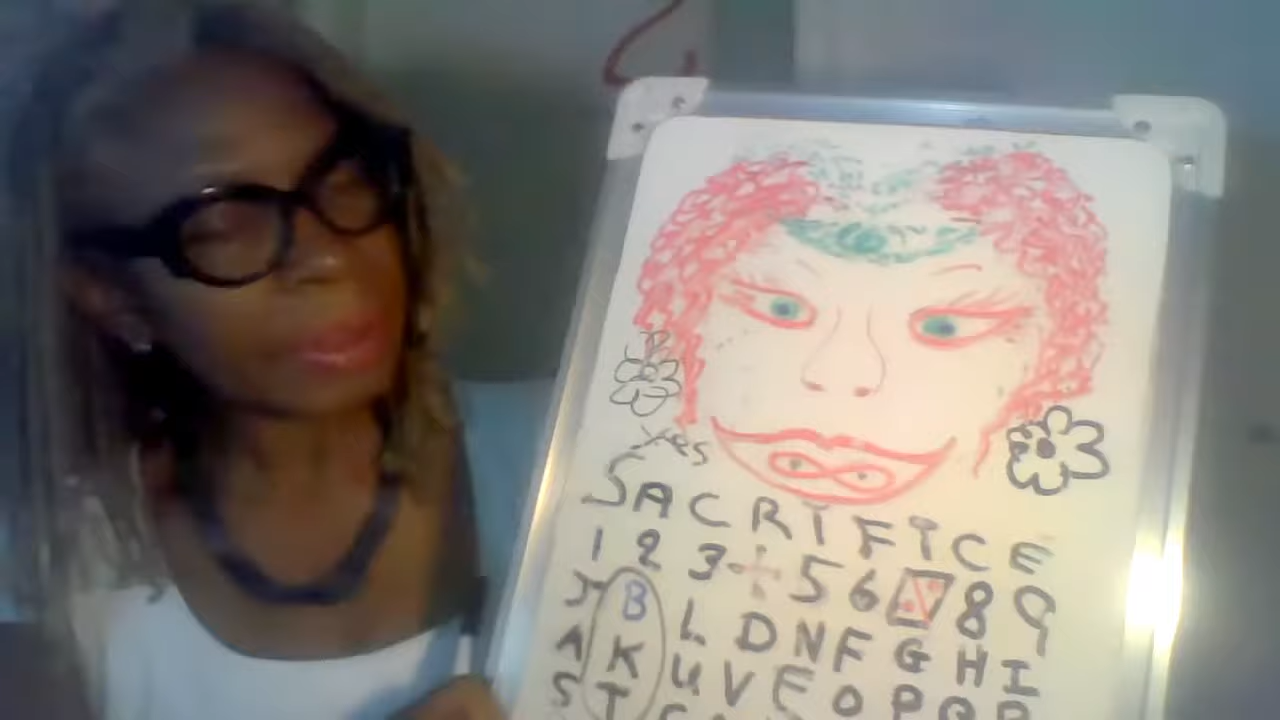 yes
SACRIFICE
1 2 3 ÷ 5 6 8 9
J B L D N F G H I
A K U V E O P Q R
S T